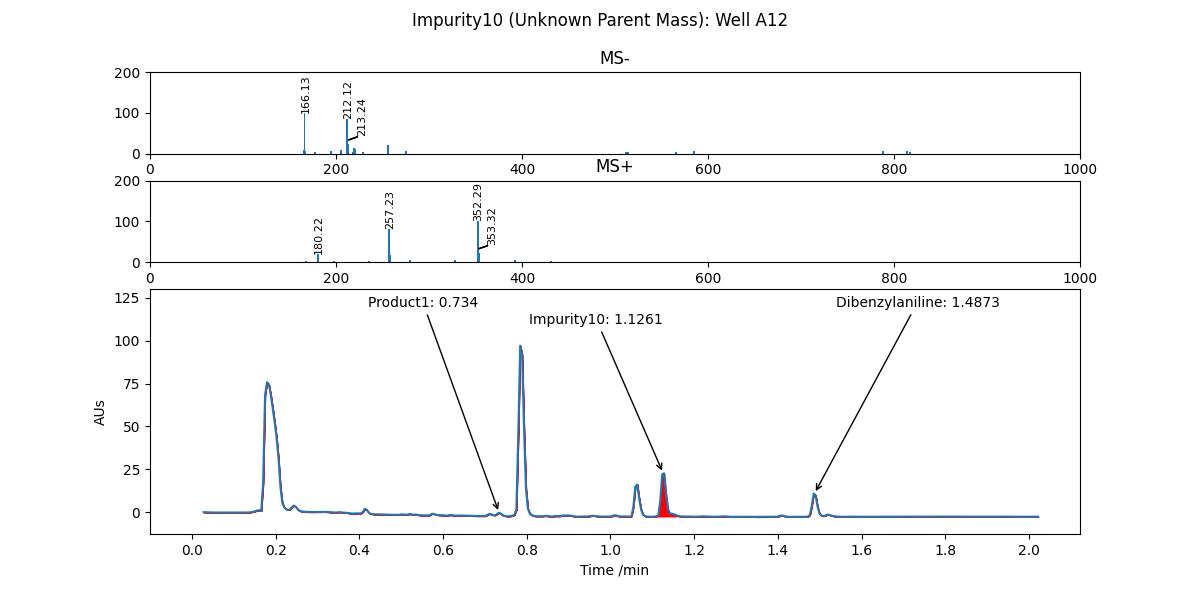 Impurity10 (Unknown Parent Mass): Well A12
MS-
200
100
0
166.13
212.12
213.24
0 200 400 600 800 1000
MS+
200
100
0
180.22
257.23
352.29
353.32
0 200 400 600 800 1000
125
100
75
50
25
0
AUs
Product1: 0.734
Impurity10: 1.1261
Dibenzylaniline: 1.4873
0.0 0.2 0.4 0.6 0.8 1.0 1.2 1.4 1.6 1.8 2.0
Time /min